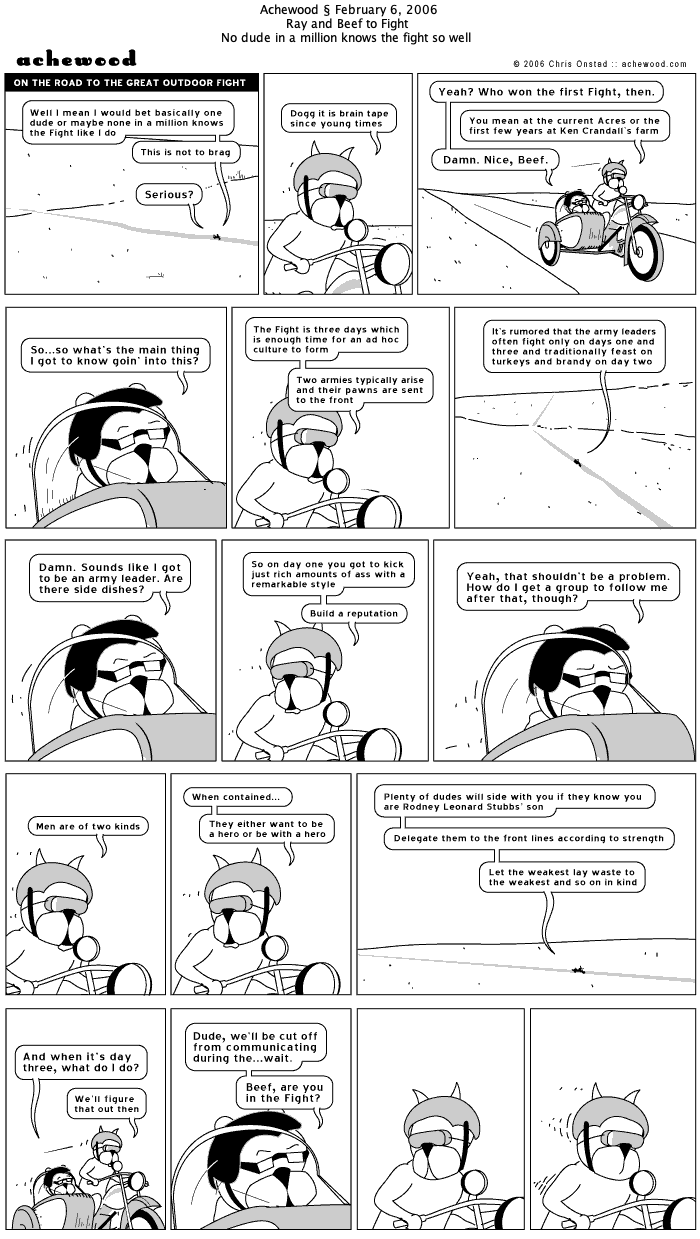 Achewood § February 6, 2006
Ray and Beef to Fight
No dude in a million knows the fight so well
achewood
© 2006 Chris Onstad :: achewood.com
ON THE ROAD TO THE GREAT OUTDOOR FIGHT
Well I mean I would bet basically one
dude or maybe none in a million knows
the Fight like I do
This is not to brag
Serious?
Dogg it is brain tape
since young times
Yeah? Who won the first Fight, then.
You mean at the current Acres or the
first few years at Ken Crandall's farm
Damn. Nice, Beef.
So...so what's the main thing
I got to know goin' into this?
The Fight is three days which
is enough time for an ad hoc
culture to form
Two armies typically arise
and their pawns are sent
to the front
It's rumored that the army leaders
often fight only on days one and
three and traditionally feast on
turkeys and brandy on day two
Damn. Sounds like I got
to be an army leader. Are
there side dishes?
So on day one you got to kick
just rich amounts of ass with a
remarkable style
Build a reputation
Yeah, that shouldn't be a problem.
How do I get a group to follow me
after that, though?
Men are of two kinds
When contained...
They either want to be
a hero or be with a hero
Plenty of dudes will side with you if they know you
are Rodney Leonard Stubbs' son
Delegate them to the front lines according to strength
Let the weakest lay waste to
the weakest and so on in kind
And when it's day
three, what do I do?
We'll figure
that out then
Dude, we'll be cut off
from communicating
during the...wait.
Beef, are you
in the Fight?